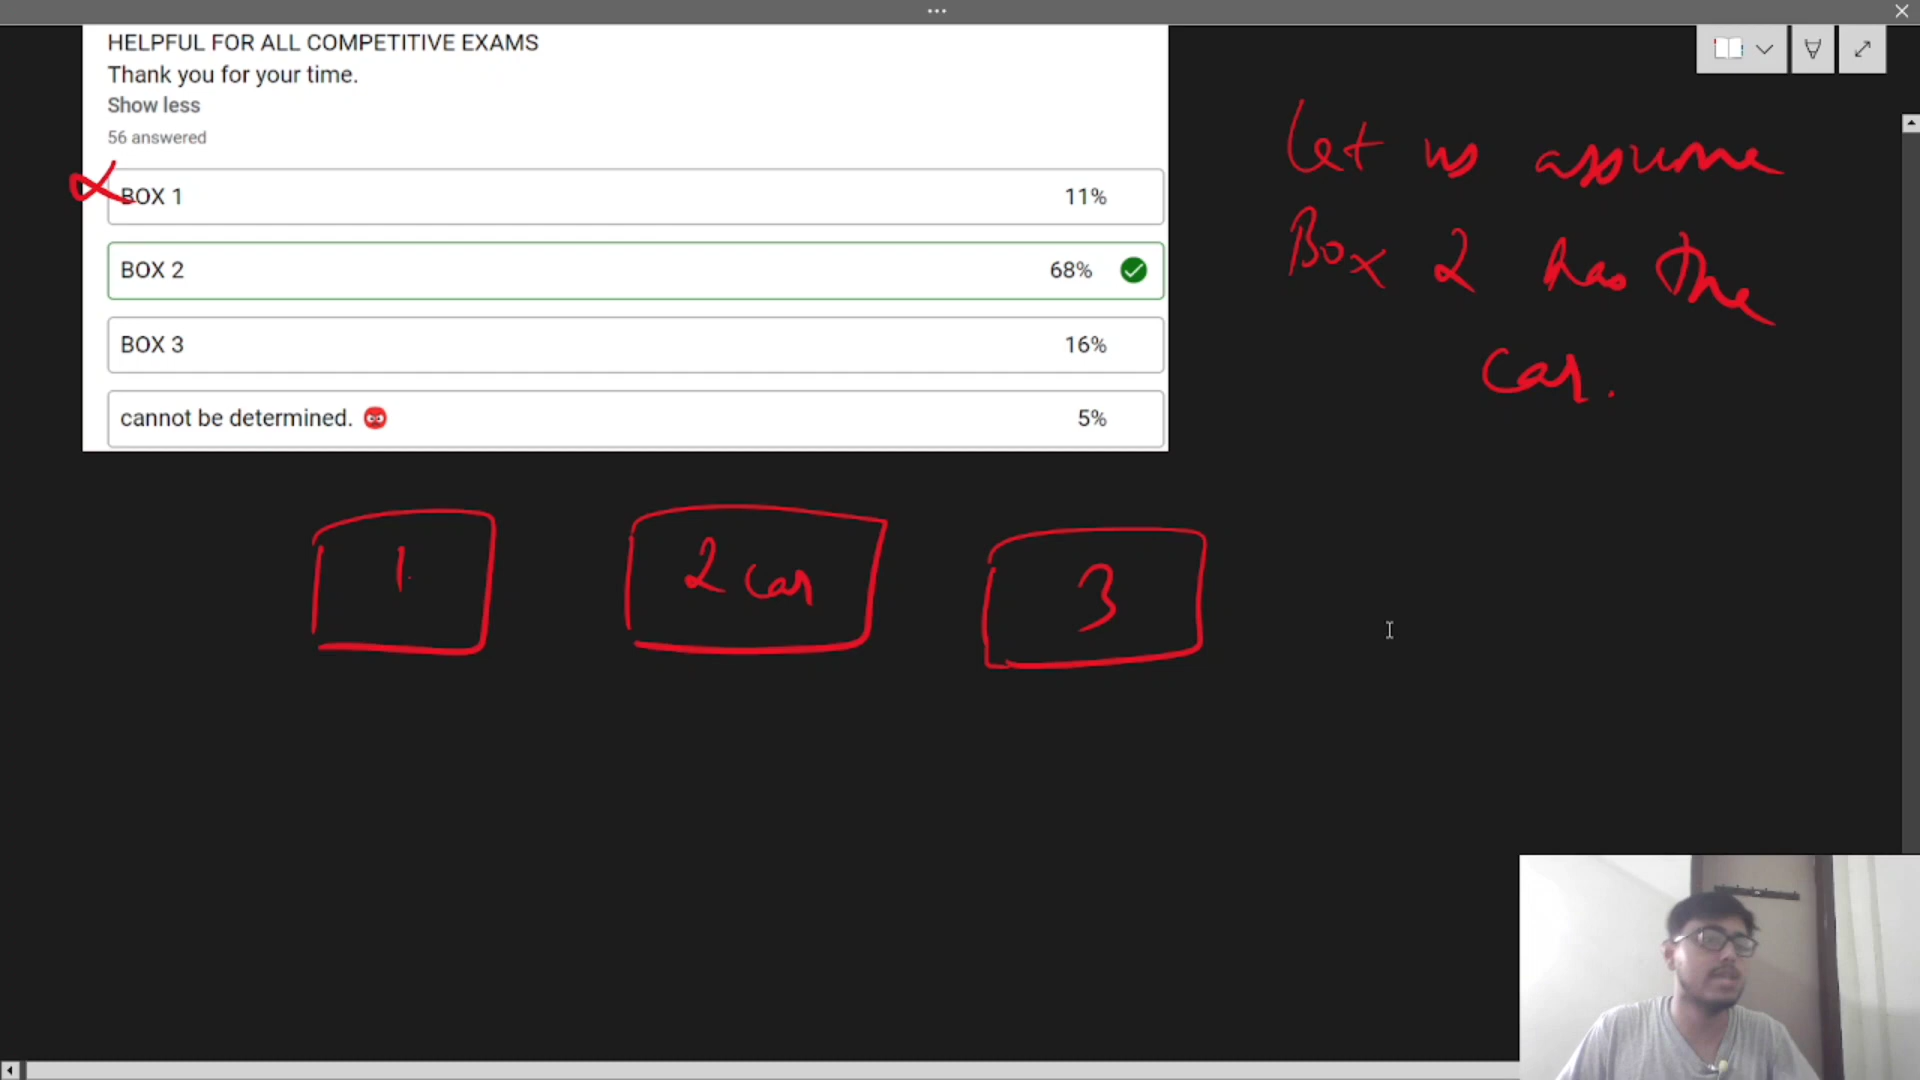 HELPFUL FOR ALL COMPETITIVE EXAMS
Thank you for your time.
Show less
56 answered
BOX 1 11%
BOX 2 68%
BOX 3 16%
cannot be determined. 5%
Let us assume
Box 2 has the
car.
1
2 car
3